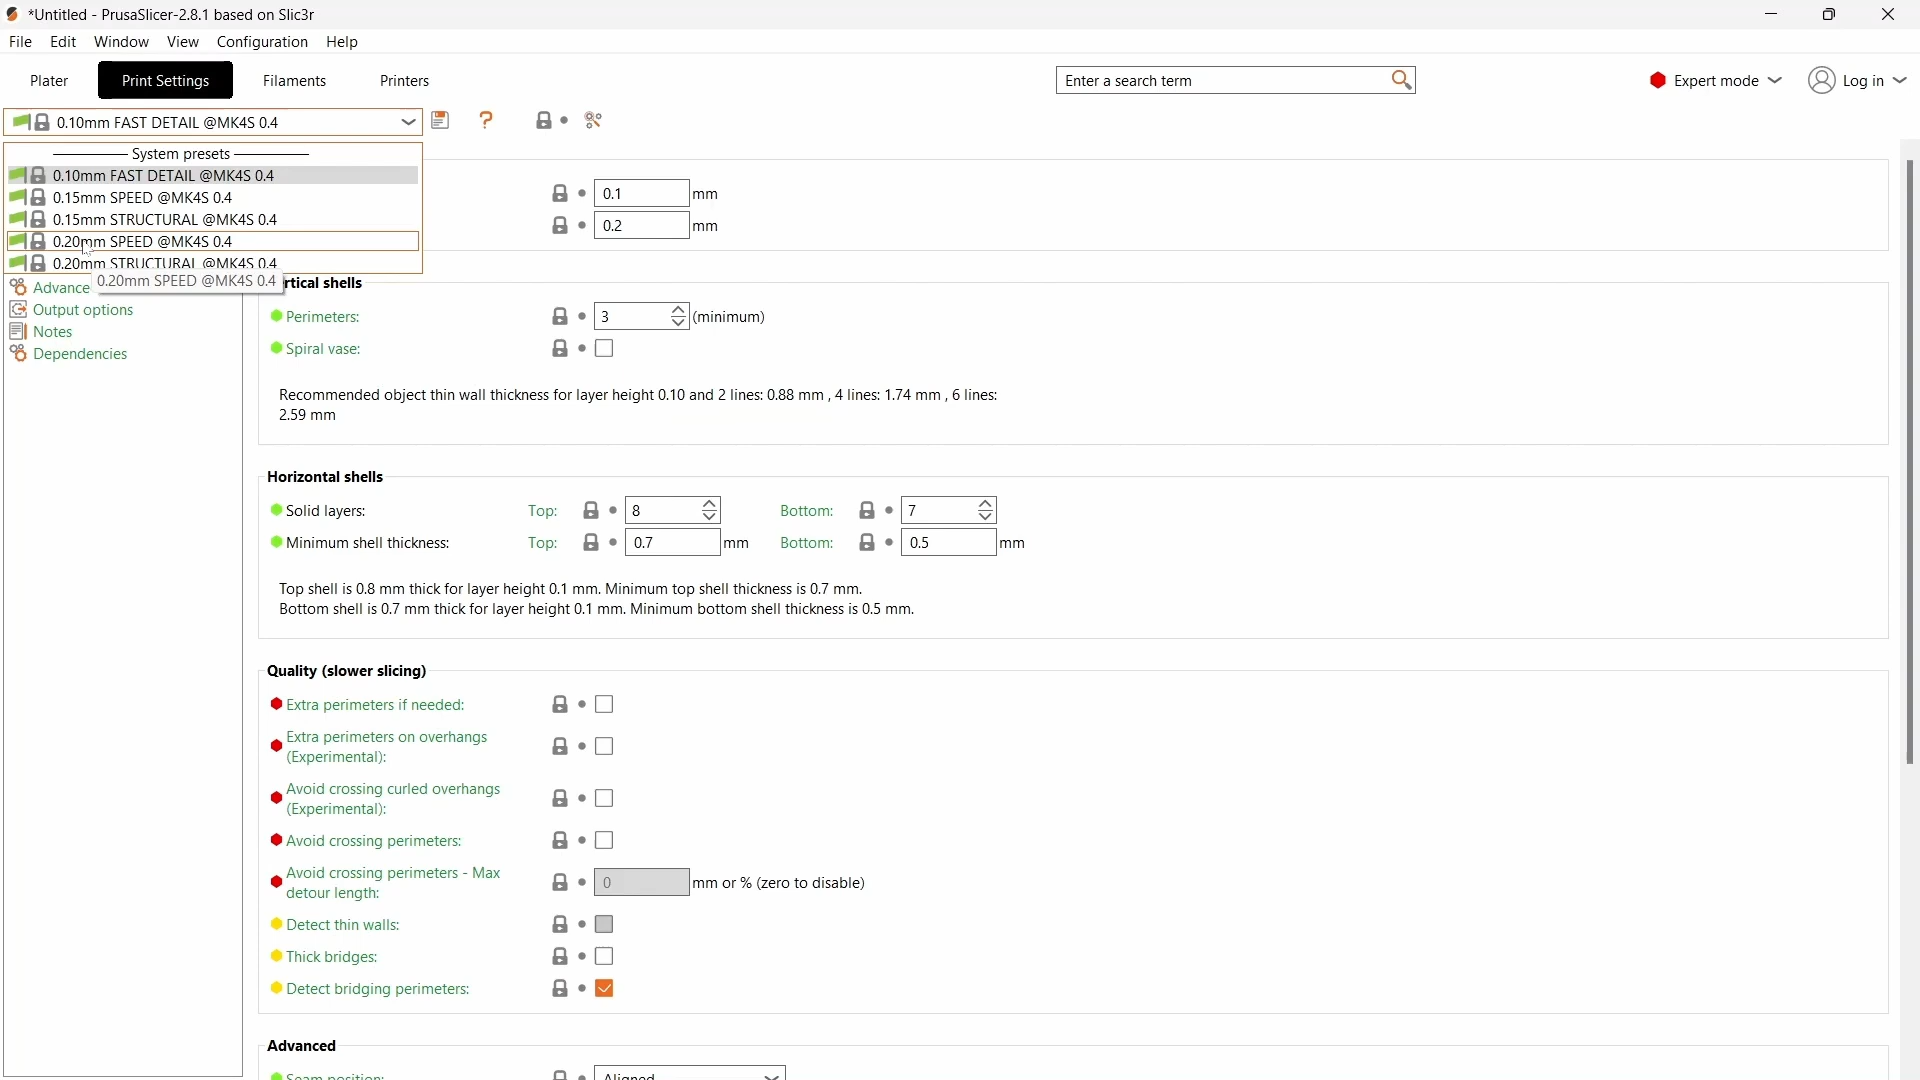 *Untitled - PrusaSlicer-2.8.1 based on Slic3r
File Edit Window View Configuration Help
Plater Print Settings Filaments Printers Enter a search term Expert mode Log in
0.10mm FAST DETAIL @MK4S 0.4
System presets
0.10mm FAST DETAIL @MK4S 0.4
0.15mm SPEED @MK4S 0.4
0.15mm STRUCTURAL @MK4S 0.4
0.20mm SPEED @MK4S 0.4
0.20mm STRUCTURAL @MK4S 0.4
0.20mm SPEED @MK4S 0.4
Advance
Output options
Notes
Dependencies
0.1 mm
0.2 mm
rtical shells
Perimeters: 3 (minimum)
Spiral vase:
Recommended object thin wall thickness for layer height 0.10 and 2 lines: 0.88 mm , 4 lines: 1.74 mm , 6 lines:
2.59 mm
Horizontal shells
Solid layers: Top: 8 Bottom: 7
Minimum shell thickness: Top: 0.7 mm Bottom: 0.5 mm
Top shell is 0.8 mm thick for layer height 0.1 mm. Minimum top shell thickness is 0.7 mm.
Bottom shell is 0.7 mm thick for layer height 0.1 mm. Minimum bottom shell thickness is 0.5 mm.
Quality (slower slicing)
Extra perimeters if needed:
Extra perimeters on overhangs
(Experimental):
Avoid crossing curled overhangs
(Experimental):
Avoid crossing perimeters:
Avoid crossing perimeters - Max
detour length: 0 mm or % (zero to disable)
Detect thin walls:
Thick bridges:
Detect bridging perimeters:
Advanced
Seam position: Aligned